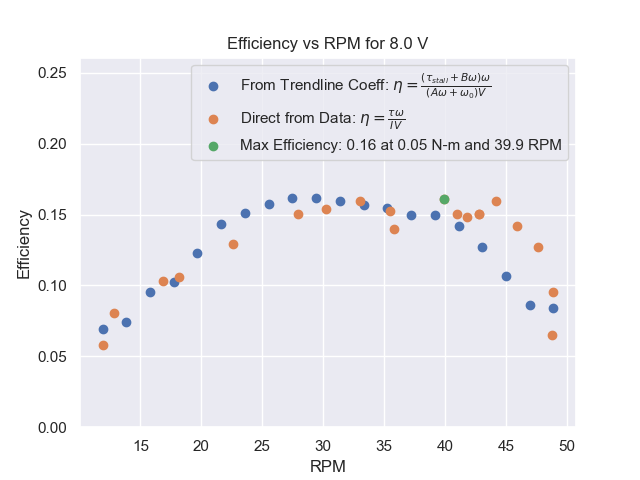 Efficiency vs RPM for 8.0 V
From Trendline Coeff: η = (τ_stall + Bω)ω / (Aω + ω₀)V
Direct from Data: η = τω / IV
Max Efficiency: 0.16 at 0.05 N-m and 39.9 RPM
Efficiency
0.25
0.20
0.15
0.10
0.05
0.00
15 20 25 30 35 40 45 50
RPM